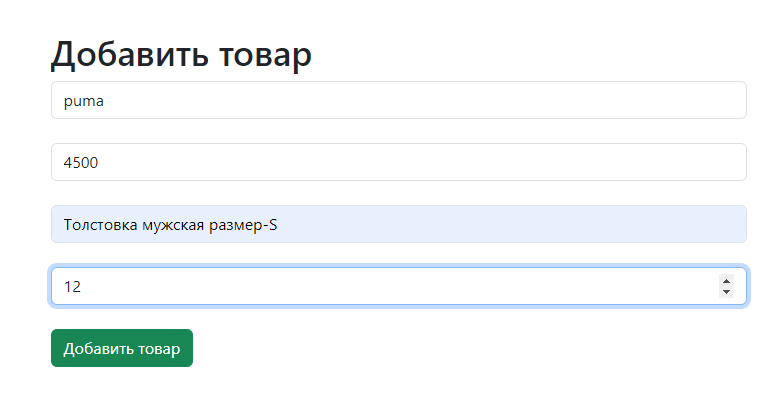 Добавить товар
puma
4500
Толстовка мужская размер-S
12
Добавить товар